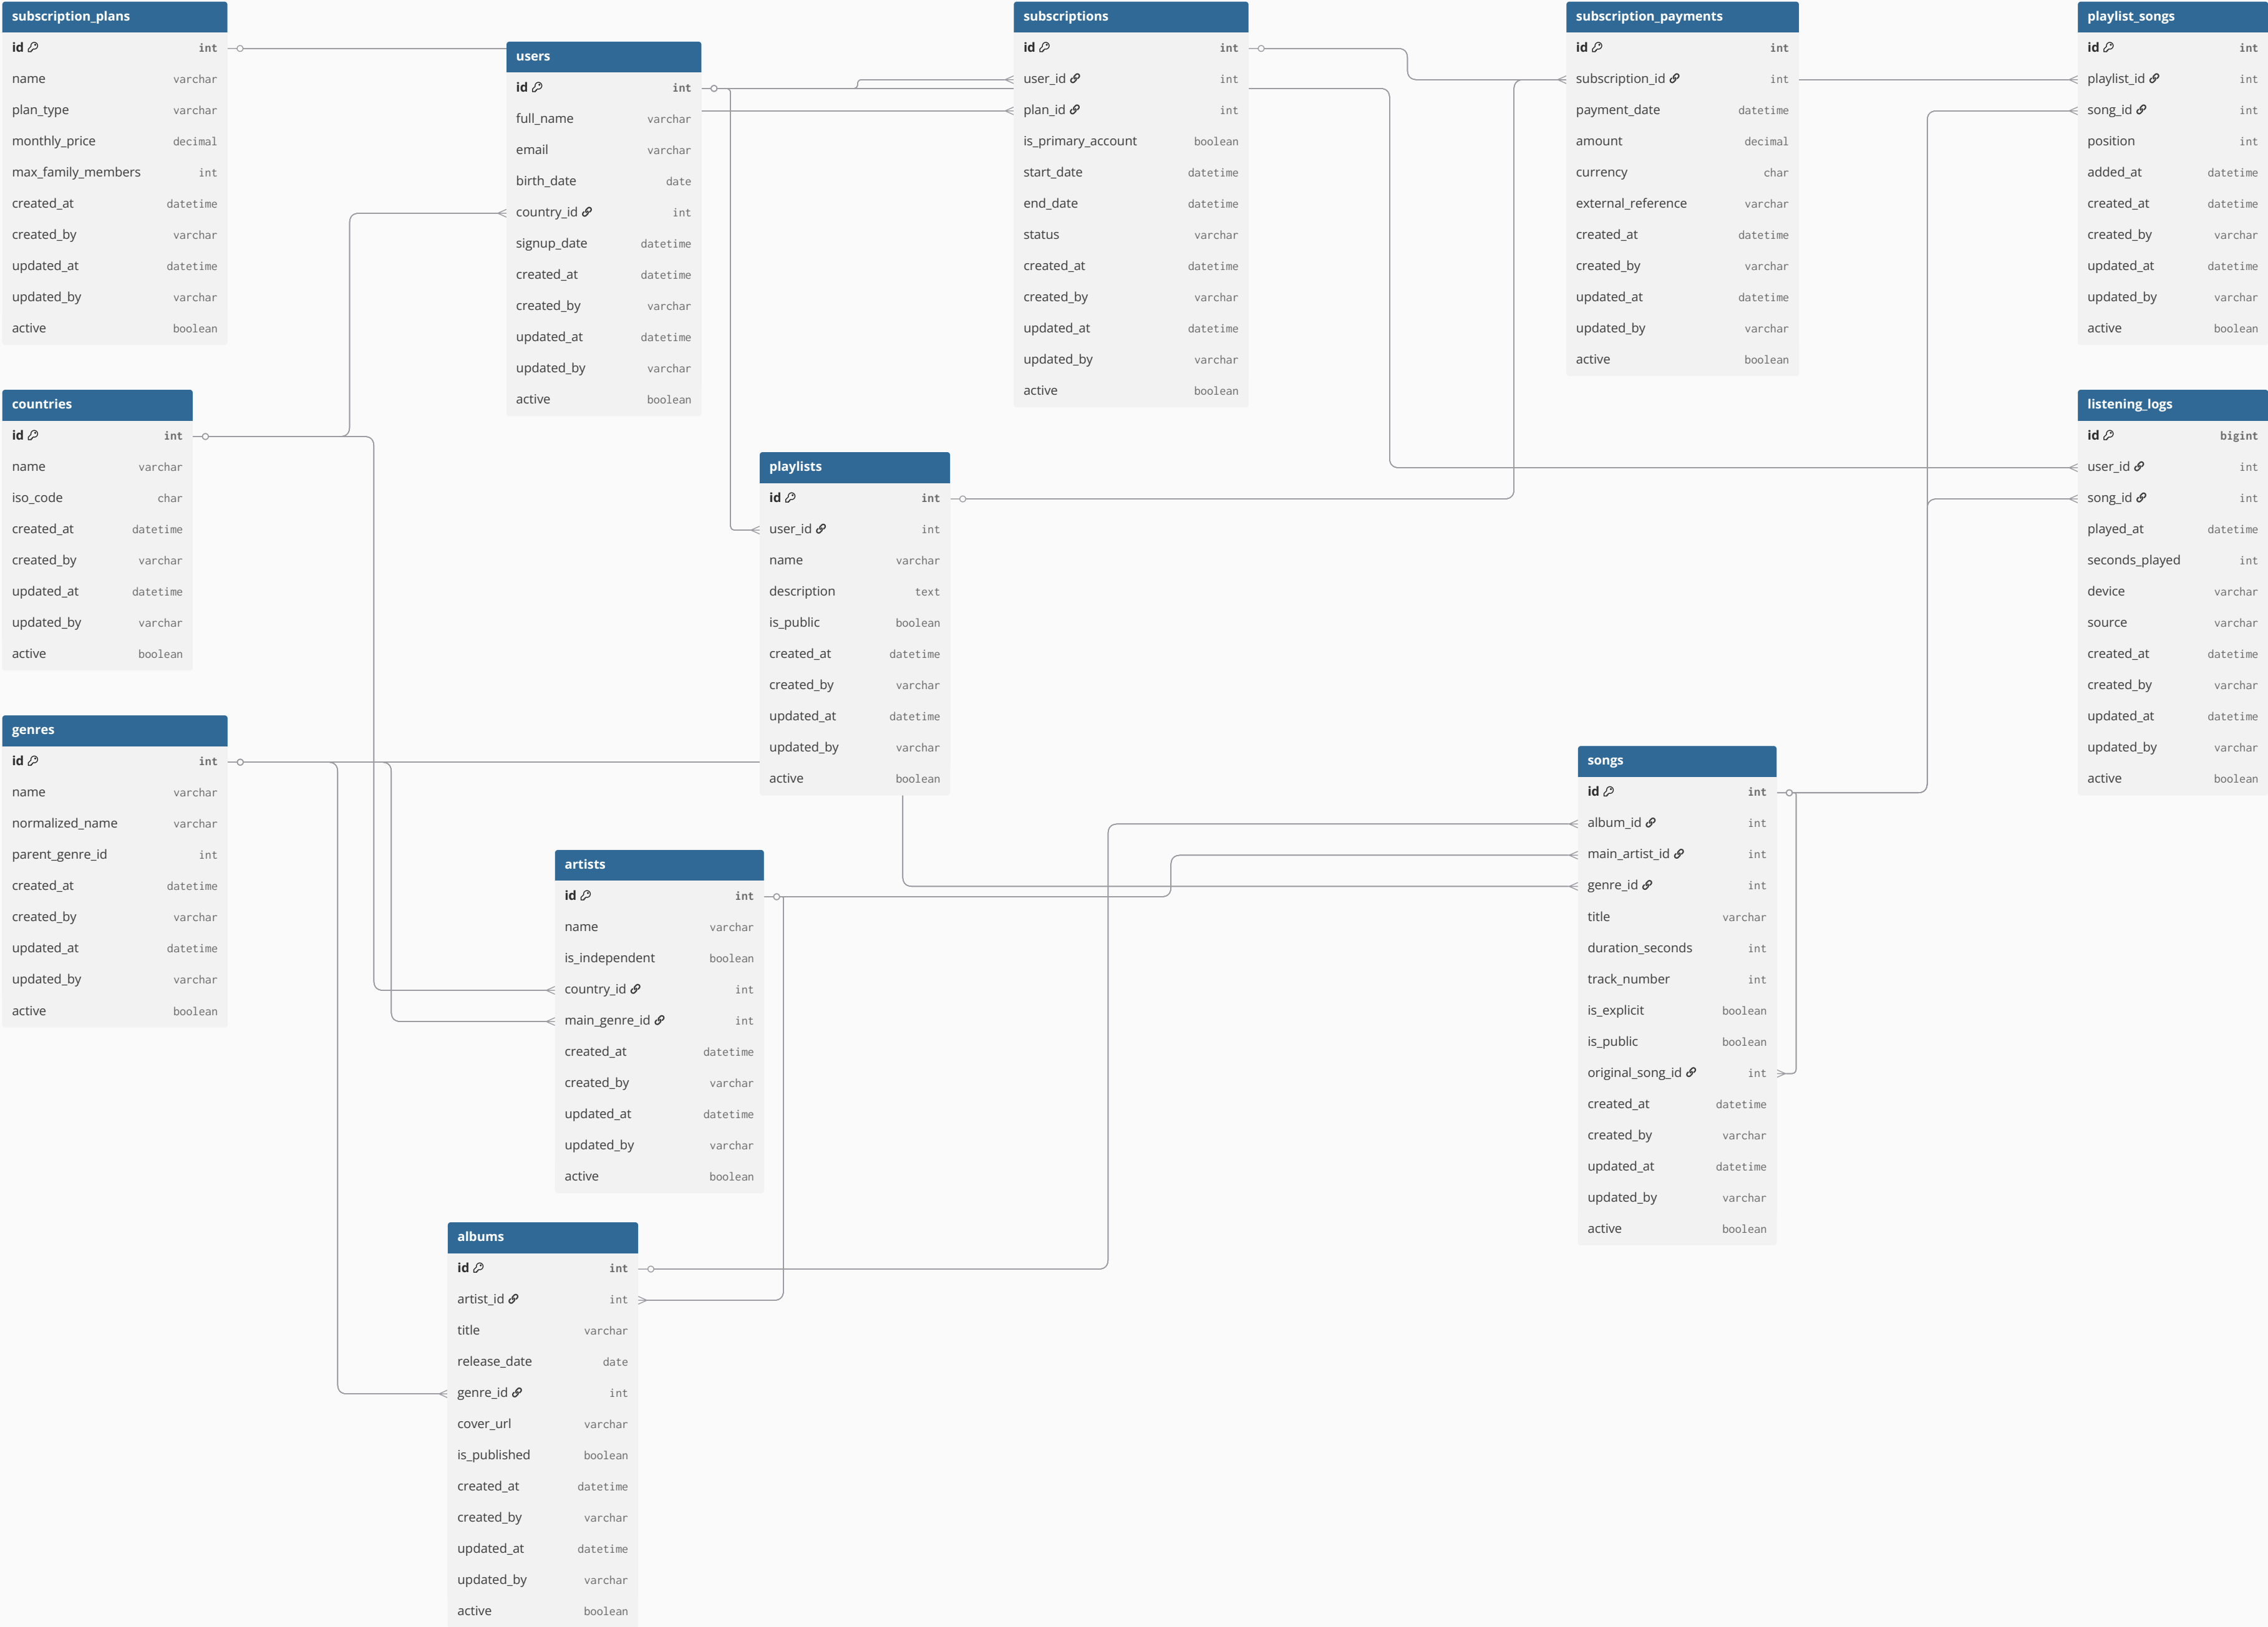 subscription_plans
id int
name varchar
plan_type varchar
monthly_price decimal
max_family_members int
created_at datetime
created_by varchar
updated_at datetime
updated_by varchar
active boolean
users
id int
full_name varchar
email varchar
birth_date date
country_id int
signup_date datetime
created_at datetime
created_by varchar
updated_at datetime
updated_by varchar
active boolean
subscriptions
id int
user_id int
plan_id int
is_primary_account boolean
start_date datetime
end_date datetime
status varchar
created_at datetime
created_by varchar
updated_at datetime
updated_by varchar
active boolean
subscription_payments
id int
subscription_id int
payment_date datetime
amount decimal
currency char
external_reference varchar
created_at datetime
created_by varchar
updated_at datetime
updated_by varchar
active boolean
playlist_songs
id int
playlist_id int
song_id int
position int
added_at datetime
created_at datetime
created_by varchar
updated_at datetime
updated_by varchar
active boolean
countries
id int
name varchar
iso_code char
created_at datetime
created_by varchar
updated_at datetime
updated_by varchar
active boolean
playlists
id int
user_id int
name varchar
description text
is_public boolean
created_at datetime
created_by varchar
updated_at datetime
updated_by varchar
active boolean
listening_logs
id bigint
user_id int
song_id int
played_at datetime
seconds_played int
device varchar
source varchar
created_at datetime
created_by varchar
updated_at datetime
updated_by varchar
active boolean
genres
id int
name varchar
normalized_name varchar
parent_genre_id int
created_at datetime
created_by varchar
updated_at datetime
updated_by varchar
active boolean
artists
id int
name varchar
is_independent boolean
country_id int
main_genre_id int
created_at datetime
created_by varchar
updated_at datetime
updated_by varchar
active boolean
songs
id int
album_id int
main_artist_id int
genre_id int
title varchar
duration_seconds int
track_number int
is_explicit boolean
is_public boolean
original_song_id int
created_at datetime
created_by varchar
updated_at datetime
updated_by varchar
active boolean
albums
id int
artist_id int
title varchar
release_date date
genre_id int
cover_url varchar
is_published boolean
created_at datetime
created_by varchar
updated_at datetime
updated_by varchar
active boolean